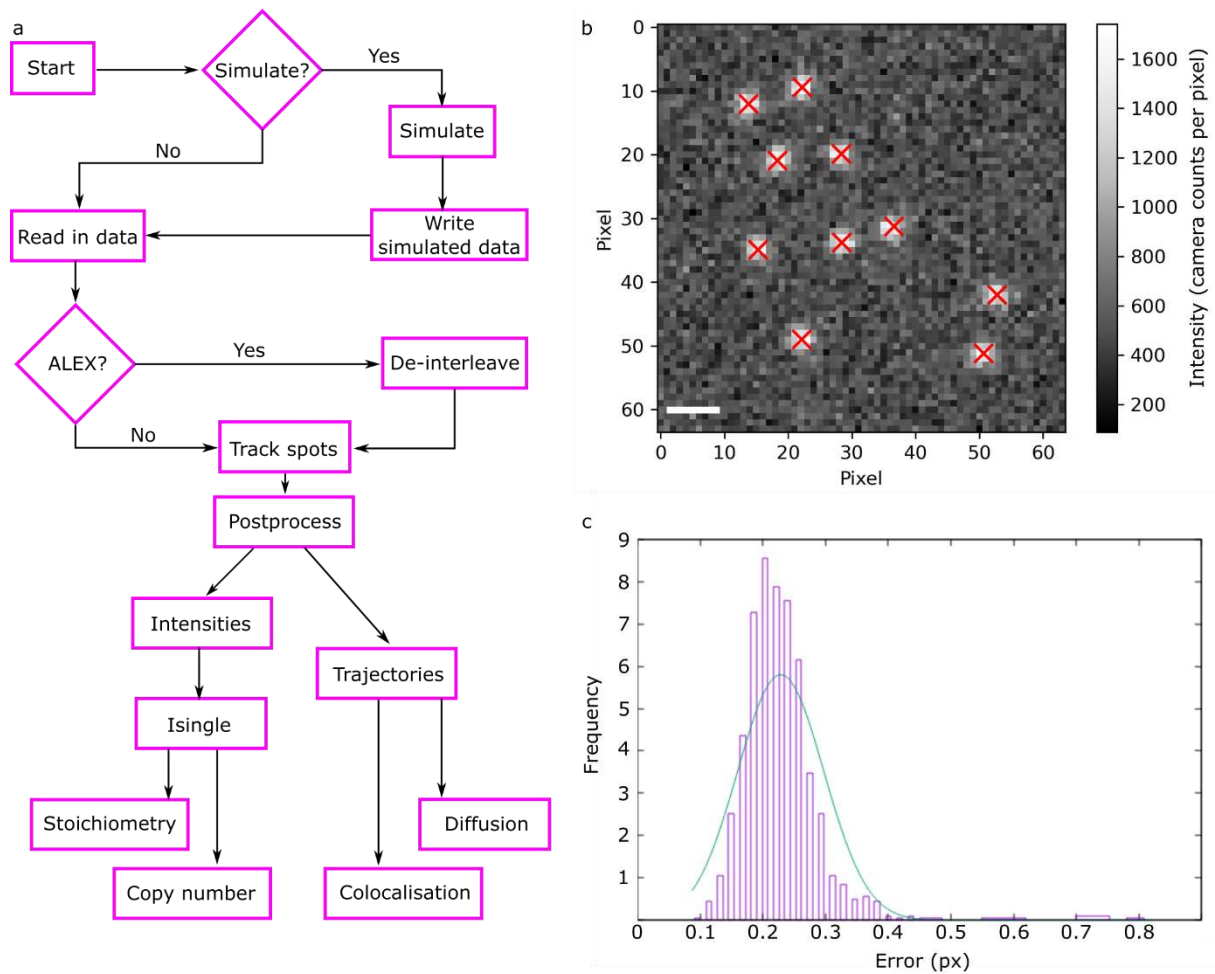 a
Start
Simulate?
Yes
Simulate
No
Read in data
Write
simulated data
ALEX?
Yes
De-interleave
No
Track spots
Postprocess
Intensities
Trajectories
Isingle
Stoichiometry
Diffusion
Copy number
Colocalisation
b
0
10
20
30
40
50
60
Pixel
0
10
20
30
40
50
60
Pixel
1600
1400
1200
1000
800
600
400
200
Intensity (camera counts per pixel)
c
9
8
7
6
5
4
3
2
1
Frequency
0
0.1
0.2
0.3
0.4
0.5
0.6
0.7
0.8
Error (px)